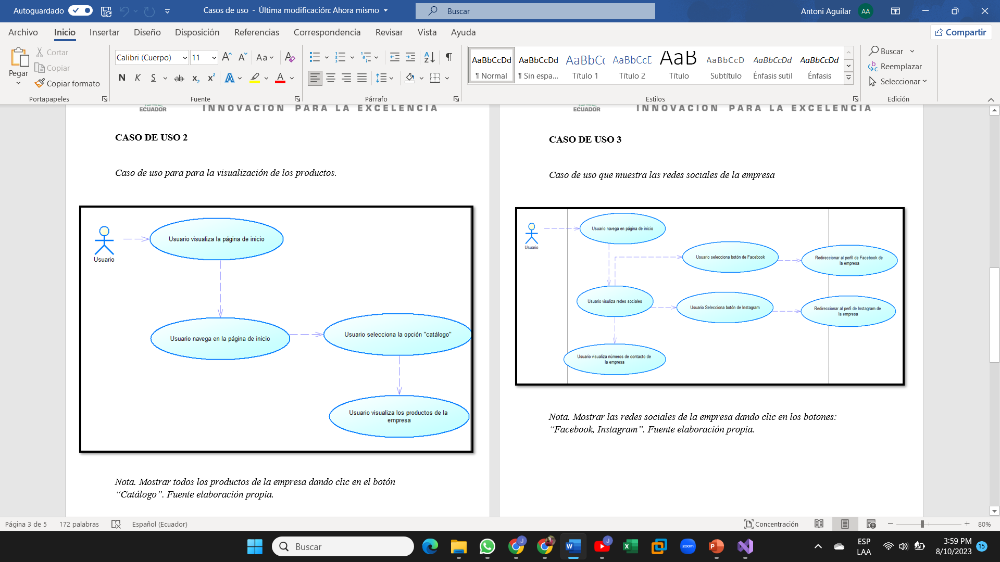 Autoguardado
Casos de uso - Última modificación: Ahora mismo
Buscar
Antoni Aguilar AA
Archivo Inicio Insertar Diseño Disposición Referencias Correspondencia Revisar Vista Ayuda
Compartir
Pegar
Cortar
Copiar
Copiar formato
Portapapeles
Calibri (Cuerpo) 11
Aa
N K S ab x₂ x² A A
Fuente
Párrafo
AaBbCcDd AaBbCcDd AaBbCc AaBbCcD AaB AaBbCcD AaBbCcDd AaBbCcDd
¶ Normal ¶ Sin espa... Título 1 Título 2 Título Subtítulo Énfasis sutil Énfasis
Estilos
Buscar
Reemplazar
Seleccionar
Edición
ECUADOR INNOVACION PARA LA EXCELENCIA
CASO DE USO 2
Caso de uso para para la visualización de los productos.
Usuario
Usuario visualiza la página de inicio
Usuario navega en la página de inicio
Usuario selecciona la opción "catálogo"
Usuario visualiza los productos de la
empresa
Nota. Mostrar todos los productos de la empresa dando clic en el botón
“Catálogo”. Fuente elaboración propia.
ECUADOR INNOVACION PARA LA EXCELENCIA
CASO DE USO 3
Caso de uso que muestra las redes sociales de la empresa
Usuario
Usuario navega en página de inicio
Usuario selecciona botón de Facebook
Redireccionar al perfil de Facebook de
la empresa
Usuario visuliza redes sociales
Usuario Selecciona botón de Instagram
Redireccionar al perfi de Instagram de
la empresa
Usuario visualiza números de contacto de
la empresa
Nota. Mostrar las redes sociales de la empresa dando clic en los botones:
“Facebook, Instagram”. Fuente elaboración propia.
Página 3 de 5 172 palabras Español (Ecuador)
Concentración
80%
Buscar
zoom
ESP
LAA
3:59 PM
8/10/2023
15